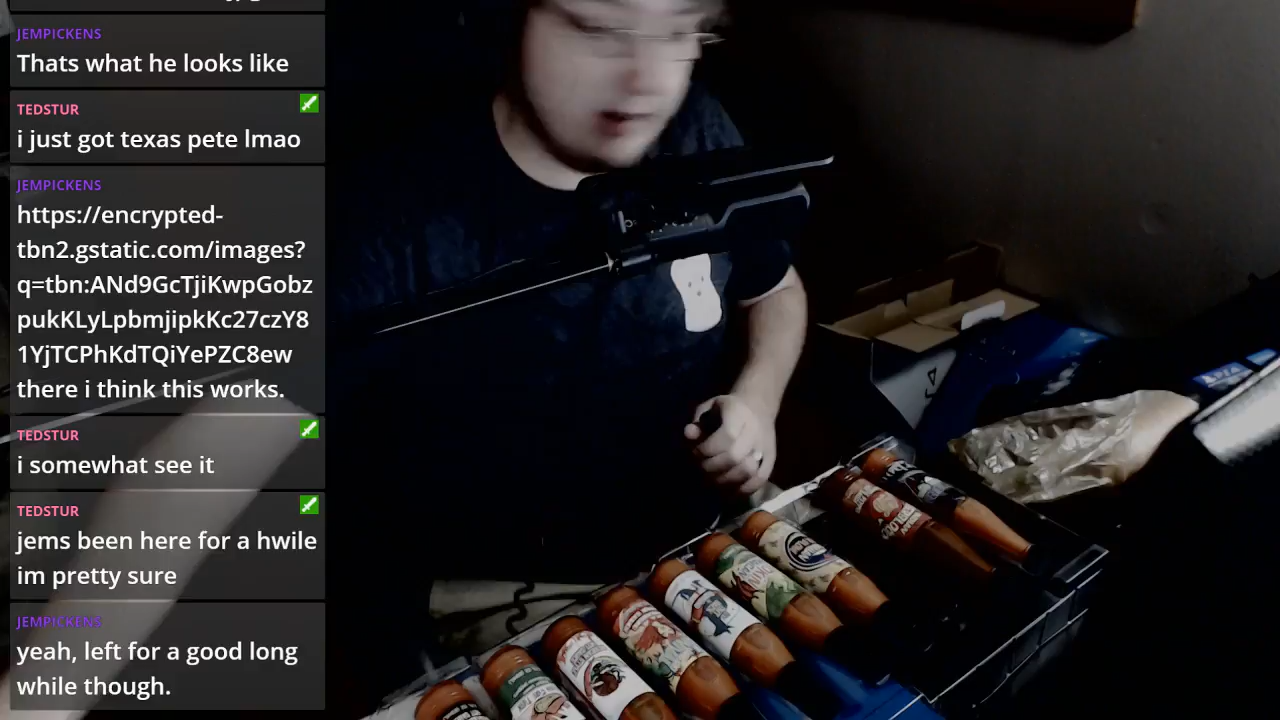 JEMPICKENS
Thats what he looks like
TEDSTUR
i just got texas pete lmao
JEMPICKENS
https://encrypted-
tbn2.gstatic.com/images?
q=tbn:ANd9GcTjiKwpGobz
pukKLyLpbmjipkKc27czY8
1YjTCPhKdTQiYePZC8ew
there i think this works.
TEDSTUR
i somewhat see it
TEDSTUR
jems been here for a hwile
im pretty sure
JEMPICKENS
yeah, left for a good long
while though.